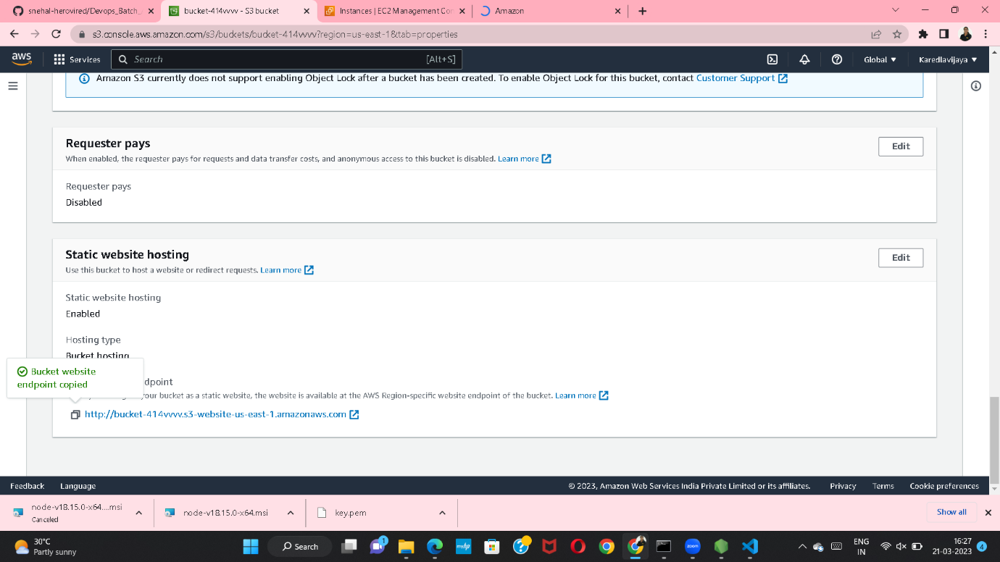 snehal-herovired/Devops_Batch_
bucket-414vvvv - S3 bucket
Instances | EC2 Management Con
Amazon
s3.console.aws.amazon.com/s3/buckets/bucket-414vvvv?region=us-east-1&tab=properties
aws
Services
Search
[Alt+S]
Global
Karedlavijaya
Amazon S3 currently does not support enabling Object Lock after a bucket has been created. To enable Object Lock for this bucket, contact Customer Support
Requester pays
Edit
When enabled, the requester pays for requests and data transfer costs, and anonymous access to this bucket is disabled. Learn more
Requester pays
Disabled
Static website hosting
Edit
Use this bucket to host a website or redirect requests. Learn more
Static website hosting
Enabled
Hosting type
Bucket hosting
Bucket website
endpoint copied
dpoint
your bucket as a static website, the website is available at the AWS Region-specific website endpoint of the bucket. Learn more
http://bucket-414vvvv.s3-website-us-east-1.amazonaws.com
Feedback
Language
© 2023, Amazon Web Services India Private Limited or its affiliates.
Privacy
Terms
Cookie preferences
node-v18.15.0-x64....msi
Canceled
node-v18.15.0-x64.msi
key.pem
Show all
30°C
Partly sunny
Search
1
myhp
zoom
ENG
IN
16:27
21-03-2023
4